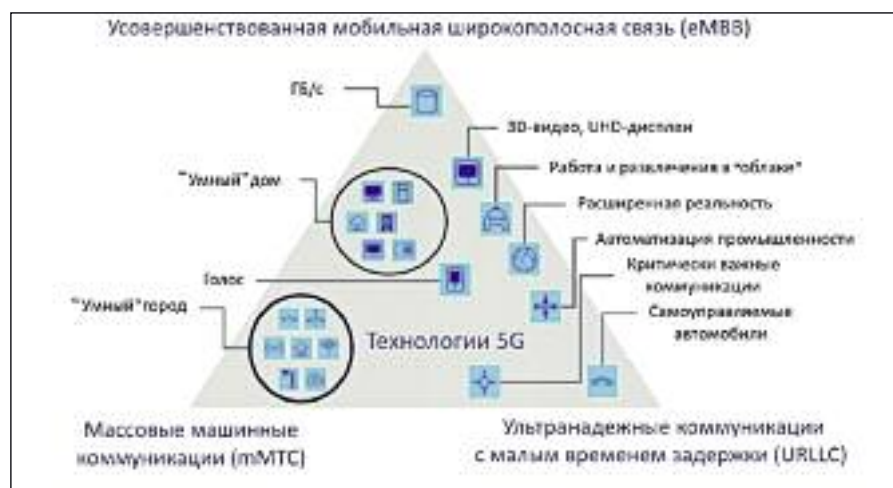 Усовершенствованная мобильная широкополосная связь (eMBB)
ГБ/с
3D-видео, UHD-дисплеи
"Умный" дом
Работа и развлечения в "облаки"
Расширенная реальность
Автоматизация промышленности
Критически важные
коммуникации
Голос
"Умный" город
Самоуправляемые
автомобили
Технологии 5G
Массовые машинные
коммуникации (mMTC)
Ультранадежные коммуникации
с малым временем задержки (URLLC)